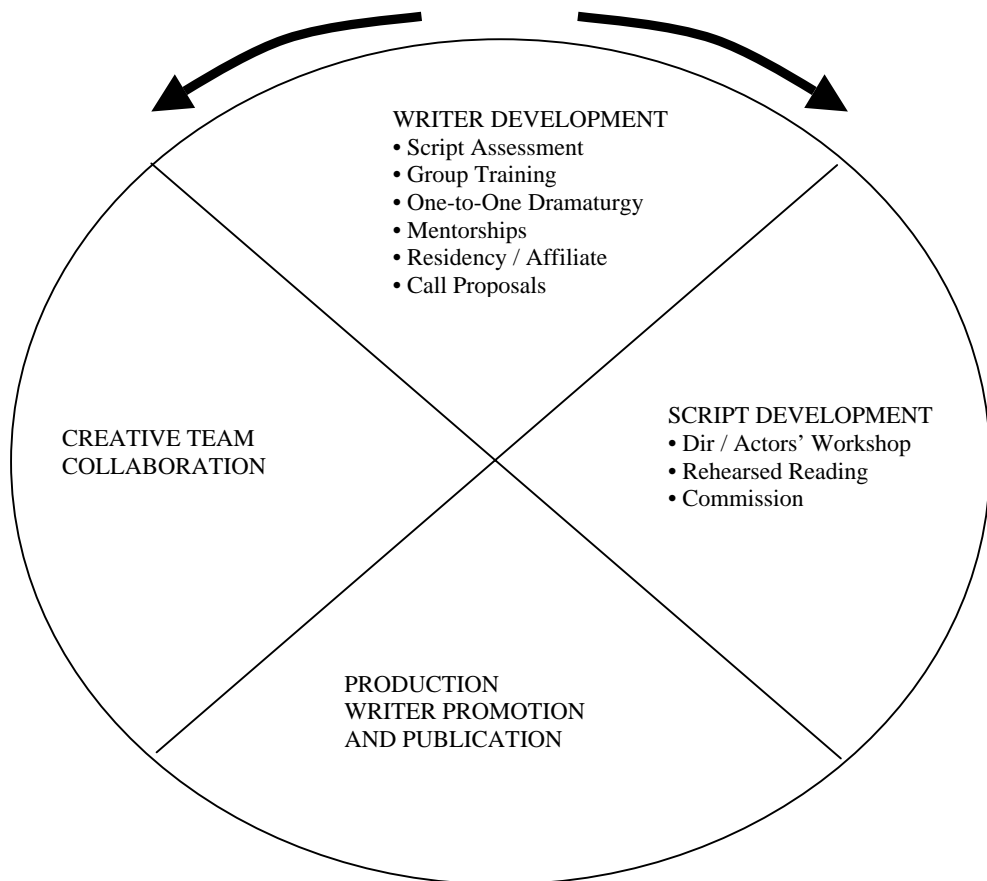 WRITER DEVELOPMENT
• Script Assessment
• Group Training
• One-to-One Dramaturgy
• Mentorships
• Residency / Affiliate
• Call Proposals
CREATIVE TEAM
COLLABORATION
SCRIPT DEVELOPMENT
• Dir / Actors’ Workshop
• Rehearsed Reading
• Commission
PRODUCTION
WRITER PROMOTION
AND PUBLICATION